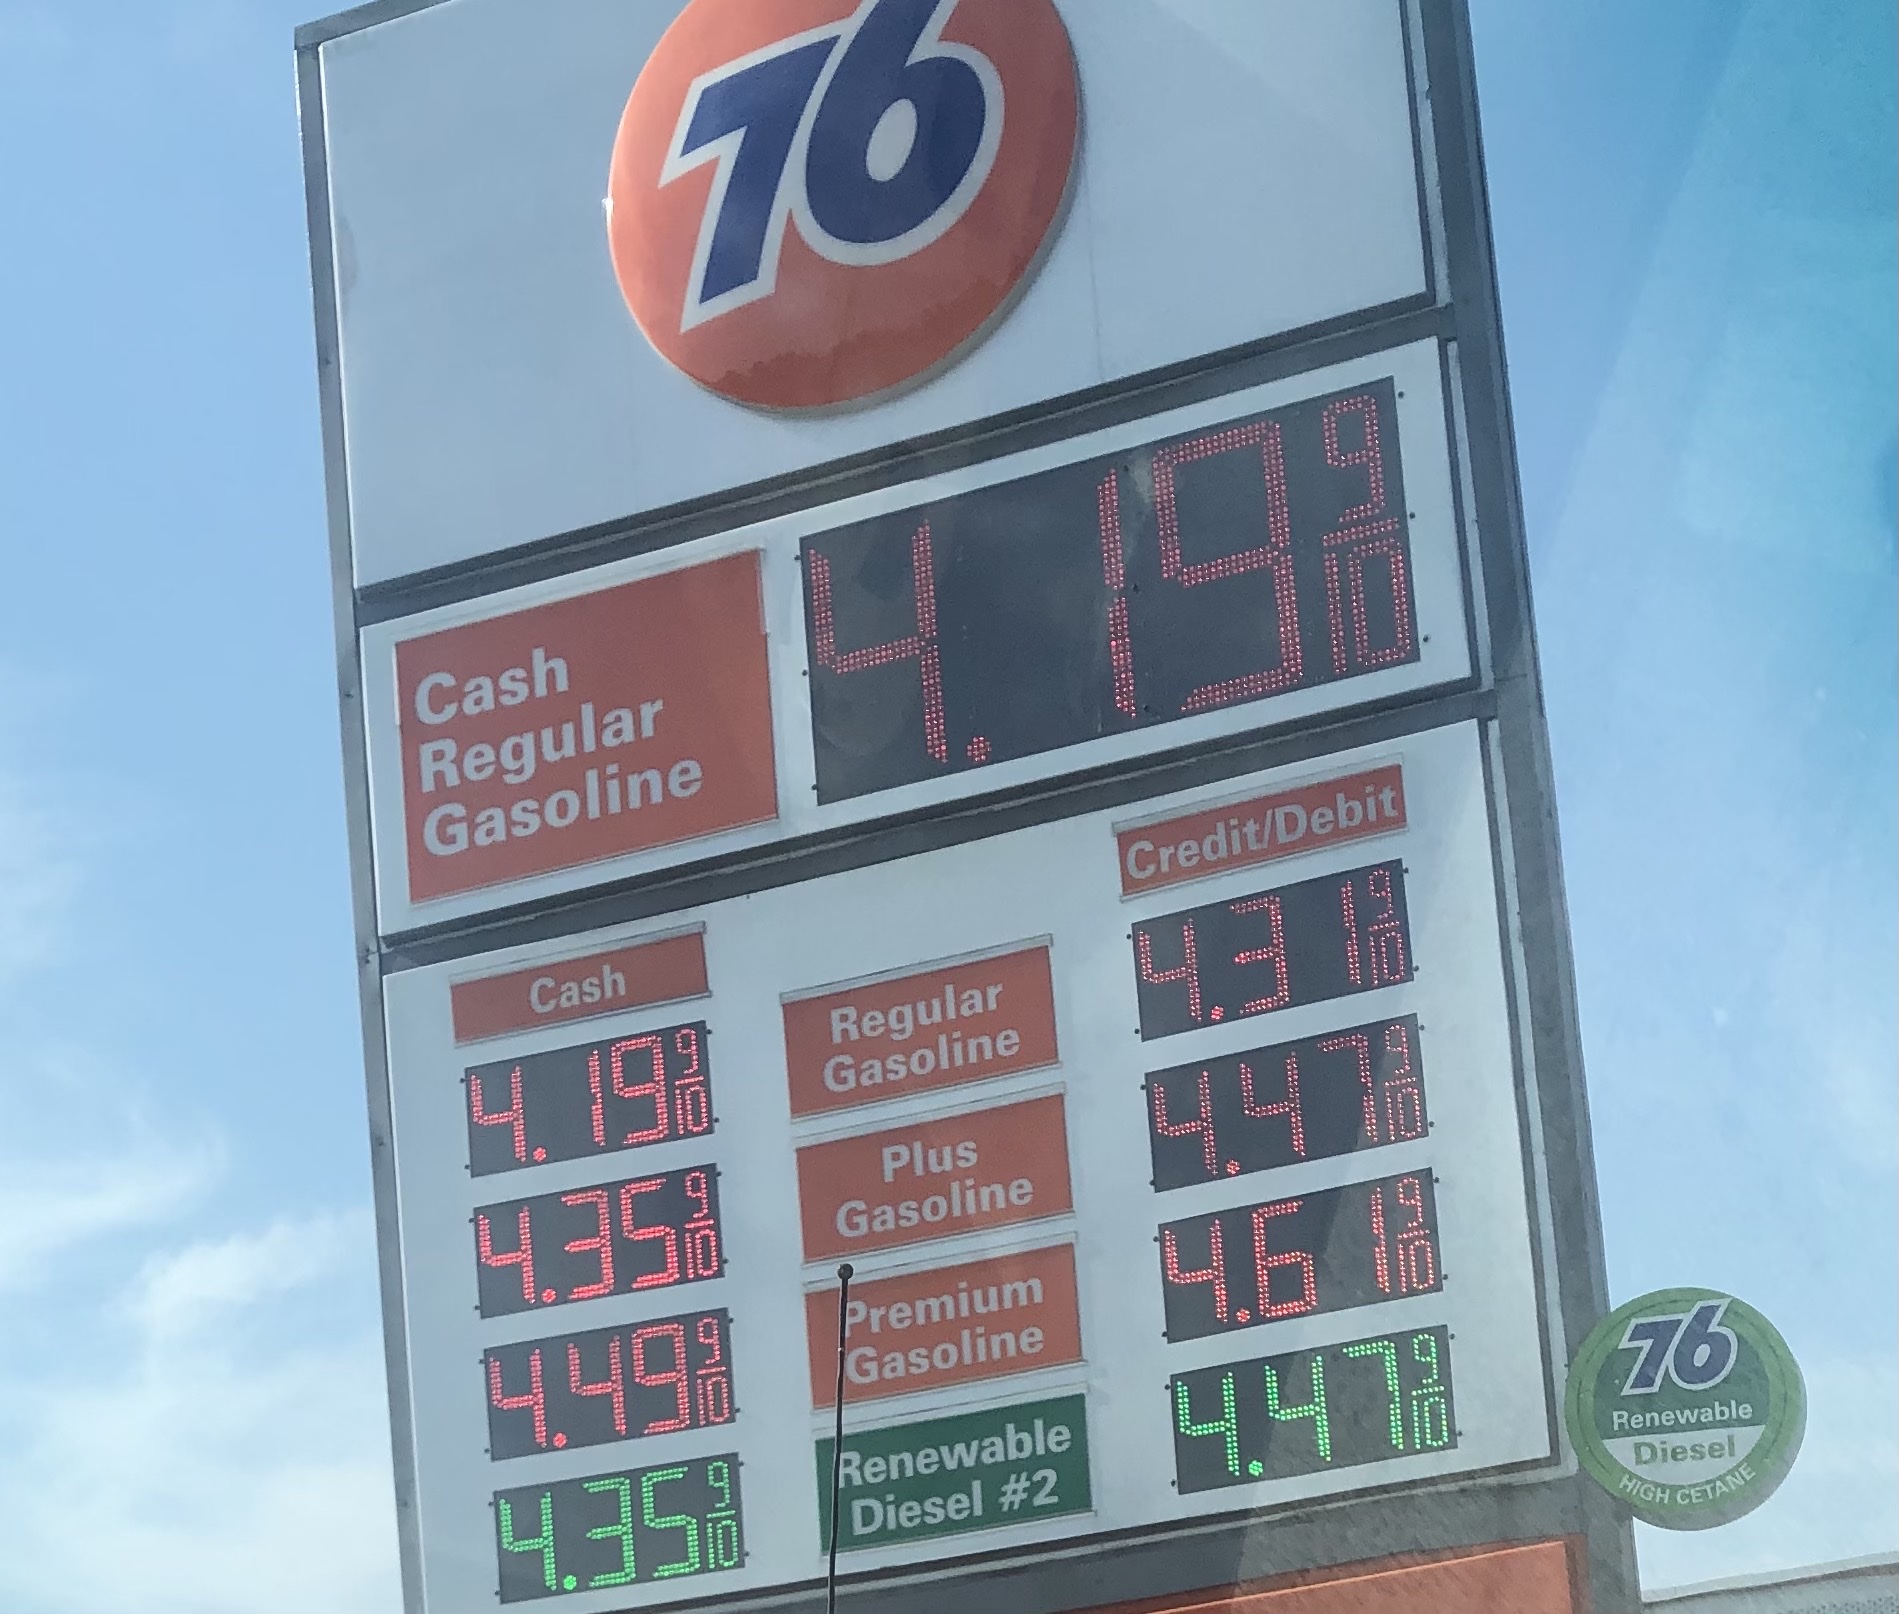 76
Cash
Regular
Gasoline
4.19 9/10
Credit/Debit
Cash
4.19 9/10
Regular
Gasoline
4.31 9/10
4.35 9/10
Plus
Gasoline
4.47 9/10
4.49 9/10
Premium
Gasoline
4.61 9/10
4.35 9/10
Renewable
Diesel #2
4.47 9/10
76
Renewable
Diesel
HIGH CETANE